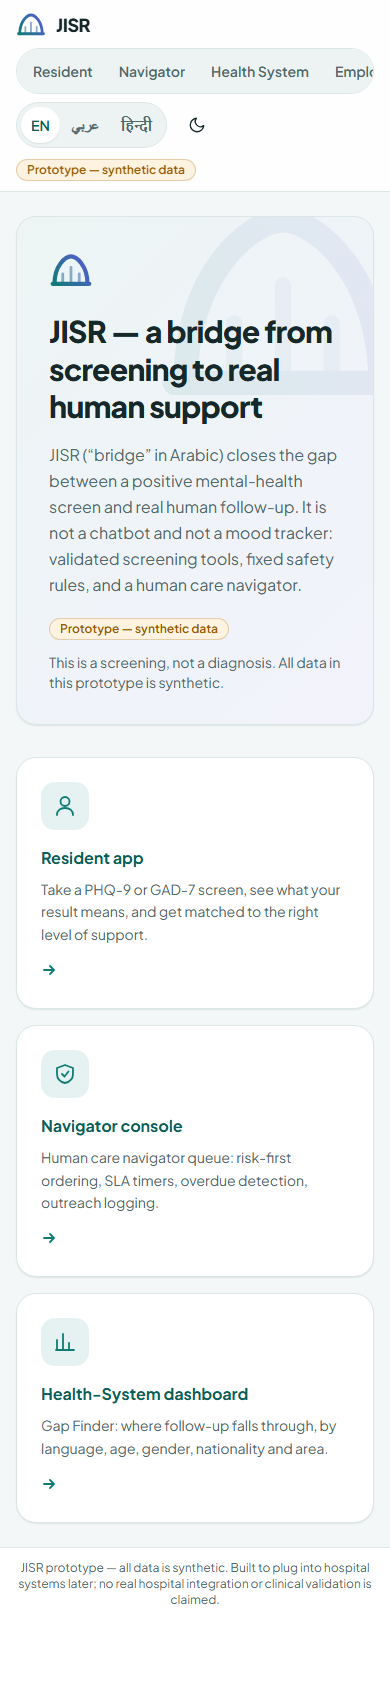 JISR
Resident Navigator Health System Emplo
EN عربي हिन्दी
Prototype — synthetic data
JISR — a bridge from
screening to real
human support
JISR (“bridge” in Arabic) closes the gap
between a positive mental-health
screen and real human follow-up. It is
not a chatbot and not a mood tracker:
validated screening tools, fixed safety
rules, and a human care navigator.
Prototype — synthetic data
This is a screening, not a diagnosis. All data in
this prototype is synthetic.
Resident app
Take a PHQ-9 or GAD-7 screen, see what your
result means, and get matched to the right
level of support.
→
Navigator console
Human care navigator queue: risk-first
ordering, SLA timers, overdue detection,
outreach logging.
→
Health-System dashboard
Gap Finder: where follow-up falls through, by
language, age, gender, nationality and area.
→
JISR prototype — all data is synthetic. Built to plug into hospital
systems later; no real hospital integration or clinical validation is
claimed.